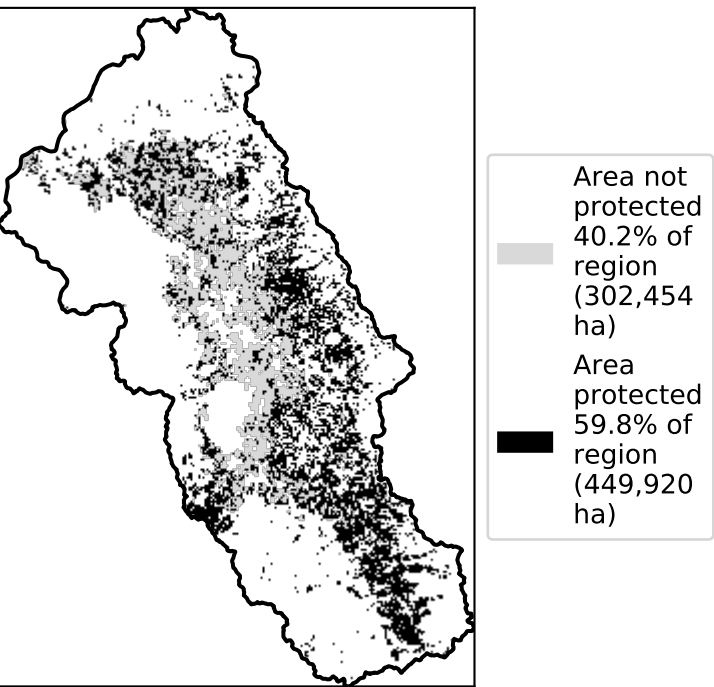 Area not
protected
40.2% of
region
(302,454
ha)
Area
protected
59.8% of
region
(449,920
ha)